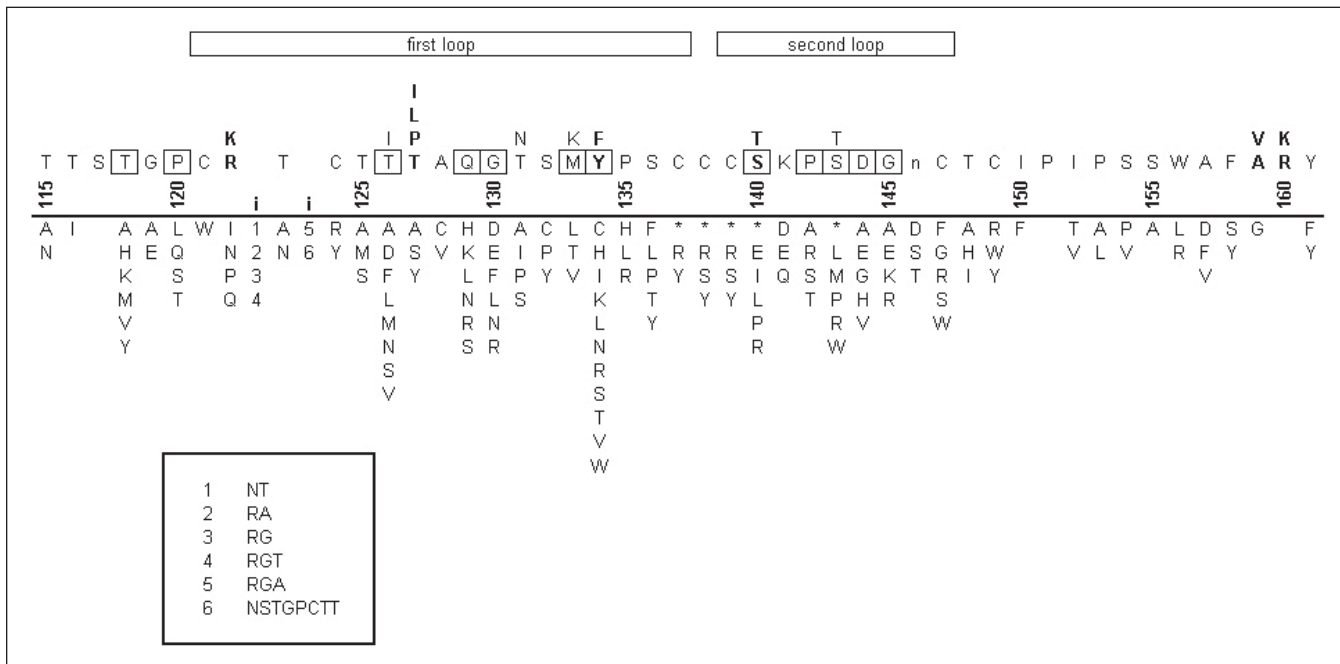 first loop second loop
I
L
K I P N K F T T V K
T T S T G P C R T C T T T A Q G T S M Y P S C C C S K P S D G n C T C I P I P S S W A F A R Y
115 120 i i 125 130 135 140 145 150 155 160
A I A A L W I 1 A 5 R A A A C H D A C L C H F * * * * D A * A A D F A R F T A P A L D S G F
N H E Q N 2 N 6 Y M D S V K E I P T H L L R R R E E R L E E S G H W V L V R F Y Y
K S P 3 S F Y L F P Y V I R P Y S S I Q S M G K T R I Y V
M T Q 4 L N L S K T Y Y L T P H R S
V M R N L Y P R V W
Y N S R N R W
S R
V S
T
V
W
1 NT
2 RA
3 RG
4 RGT
5 RGA
6 NSTGPCTT